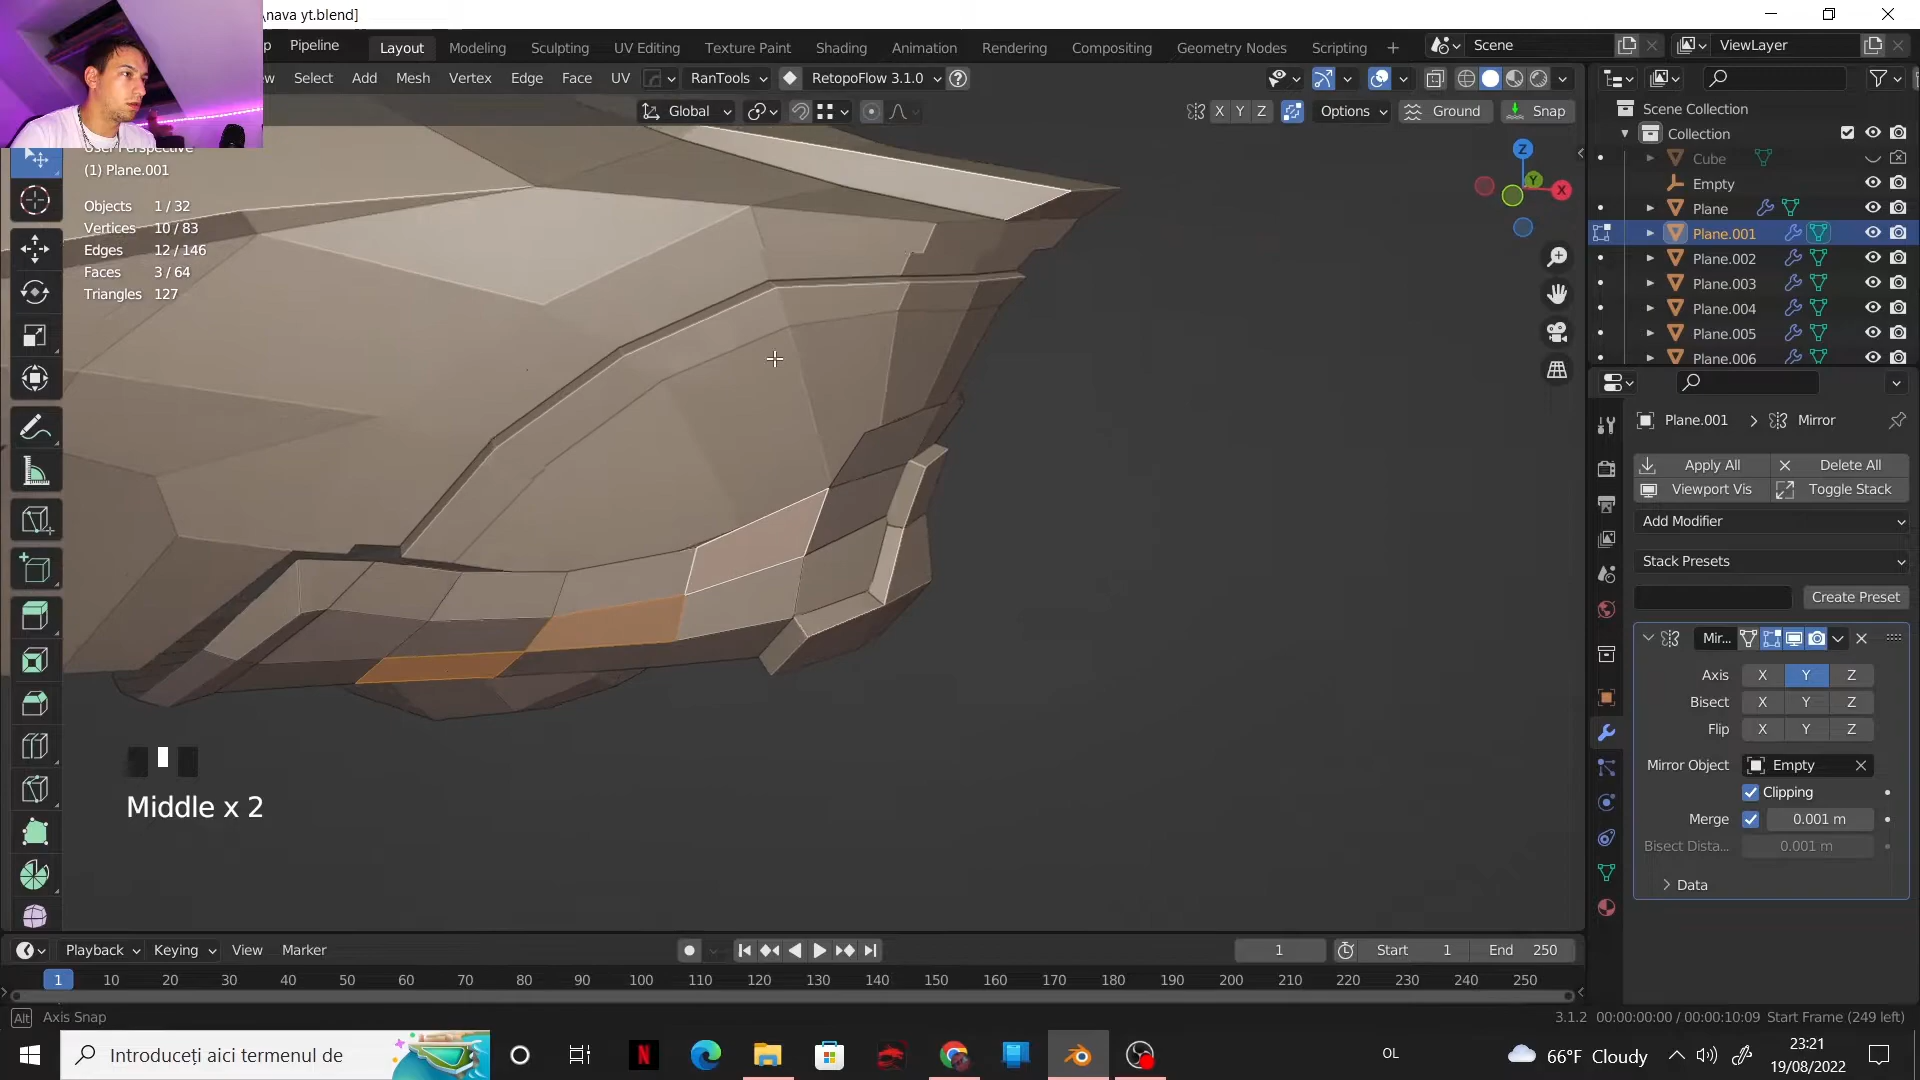 \nava yt.blend]
Pipeline
Layout
Modeling
Sculpting
UV Editing
Texture Paint
Shading
Animation
Rendering
Compositing
Geometry Nodes
Scripting
Scene
ViewLayer
Select
Add
Mesh
Vertex
Edge
Face
UV
RanTools
RetopoFlow 3.1.0
Global
X Y Z
Options
Ground
Snap
(1) Plane.001
Objects 1 / 32
Vertices 10 / 83
Edges 12 / 146
Faces 3 / 64
Triangles 127
Z
Y
X
Scene Collection
Collection
Cube
Empty
Plane
Plane.001
Plane.002
Plane.003
Plane.004
Plane.005
Plane.006
Plane.001 > Mirror
Apply All
Delete All
Viewport Vis
Toggle Stack
Add Modifier
Stack Presets
Create Preset
Mir...
Axis X Y Z
Bisect X Y Z
Flip X Y Z
Mirror Object Empty
Clipping
Merge 0.001 m
Bisect Dista... 0.001 m
Data
Middle x 2
Playback
Keying
View
Marker
1
Start 1
End 250
1 10 20 30 40 50 60 70 80 90 100 110 120 130 140 150 160 170 180 190 200 210 220 230 240 250
Alt Axis Snap
3.1.2 00:00:00:00 / 00:00:10:09 Start Frame (249 left)
Introduceți aici termenul de
OL
66°F Cloudy
23:21
19/08/2022